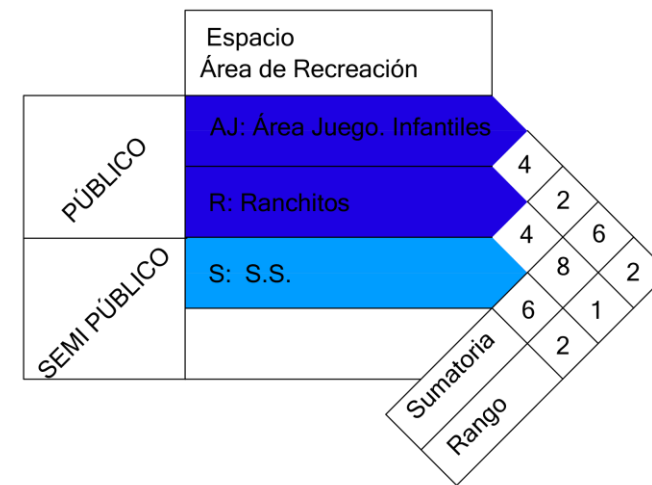 Espacio
Área de Recreación
PÚBLICO
AJ: Área Juego. Infantiles
R: Ranchitos
SEMI PÚBLICO
S: S.S.
4
2
4
6
8
2
6
1
2
Sumatoria
Rango